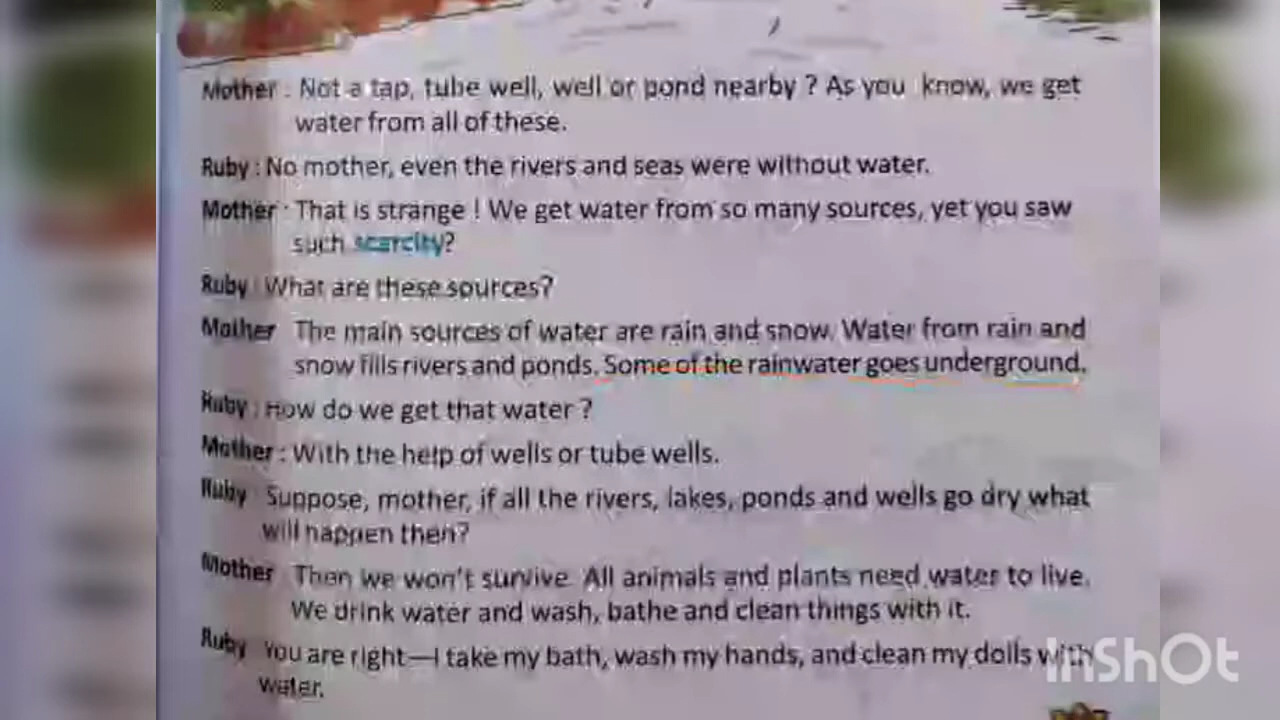 Mother : Not a tap, tube well, well or pond nearby ? As you know, we get
water from all of these.
Ruby : No mother, even the rivers and seas were without water.
Mother : That is strange ! We get water from so many sources, yet you saw
such scarcity?
Ruby : What are these sources?
Mother The main sources of water are rain and snow. Water from rain and
snow fills rivers and ponds. Some of the rainwater goes underground.
Ruby : How do we get that water ?
Mother : With the help of wells or tube wells.
Ruby Suppose, mother, if all the rivers, lakes, ponds and wells go dry what
will happen then?
Mother Then we won't survive. All animals and plants need water to live.
We drink water and wash, bathe and clean things with it.
Ruby You are right—I take my bath, wash my hands, and clean my dolls with
water.
InShOt